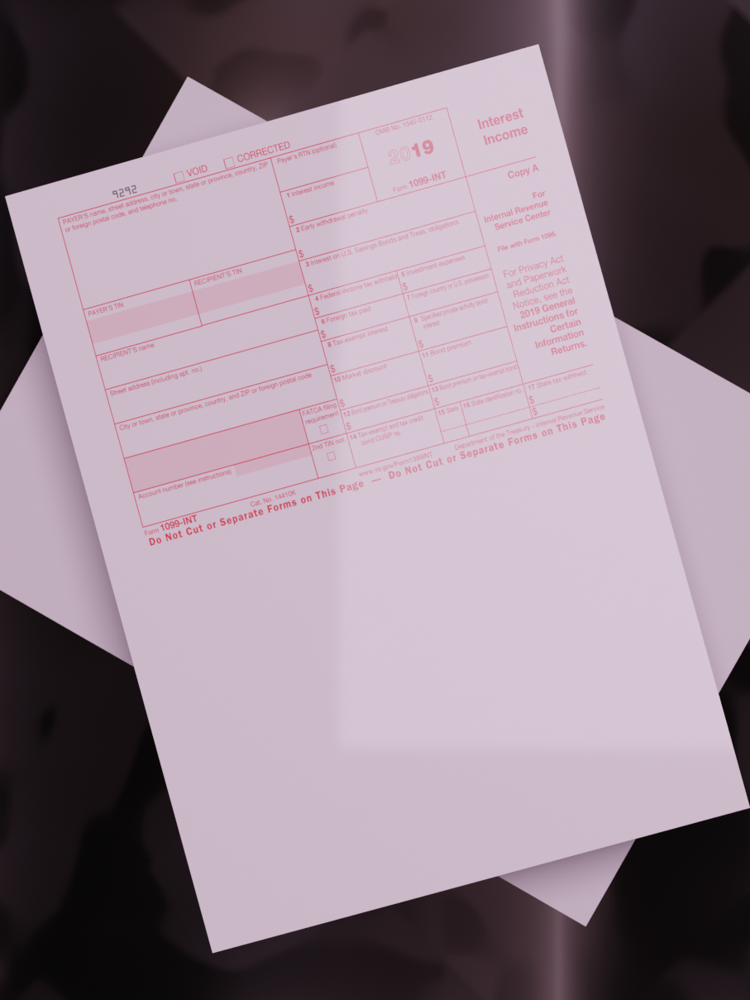 9292
VOID
CORRECTED
PAYER'S name, street address, city or town, state or province, country, ZIP
or foreign postal code, and telephone no.
Payer's RTN (optional)
OMB No. 1545-0112
2019
Form 1099-INT
Interest
Income
1 Interest income
$
2 Early withdrawal penalty
$
Copy A
For
Internal Revenue
Service Center
File with Form 1096.
PAYER'S TIN
RECIPIENT'S TIN
3 Interest on U.S. Savings Bonds and Treas. obligations
$
4 Federal income tax withheld
$
5 Investment expenses
$
RECIPIENT'S name
6 Foreign tax paid
$
7 Foreign country or U.S. possession
8 Tax-exempt interest
$
9 Specified private activity bond
interest
$
Street address (including apt. no.)
10 Market discount
$
11 Bond premium
$
City or town, state or province, country, and ZIP or foreign postal code
FATCA filing
requirement
12 Bond premium on Treasury obligations
$
13 Bond premium on tax-exempt bond
$
Account number (see instructions)
2nd TIN not.
14 Tax-exempt and tax credit
bond CUSIP no.
15 State
16 State identification no.
17 State tax withheld
$
$
For Privacy Act
and Paperwork
Reduction Act
Notice, see the
2019 General
Instructions for
Certain
Information
Returns.
Form 1099-INT
Cat. No. 14410K
www.irs.gov/Form1099INT
Department of the Treasury - Internal Revenue Service
Do Not Cut or Separate Forms on This Page — Do Not Cut or Separate Forms on This Page